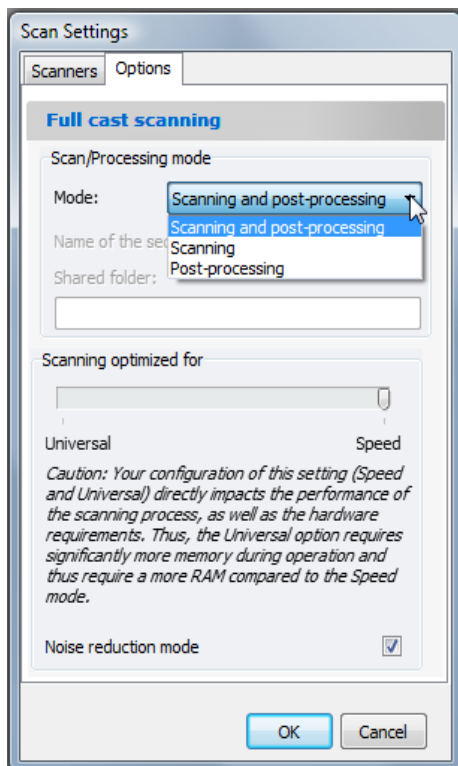 Scan Settings
Scanners Options
Full cast scanning
Scan/Processing mode
Mode: Scanning and post-processing
Scanning and post-processing
Name of the sec
Scanning
Post-processing
Shared folder:
Scanning optimized for
Universal Speed
Caution: Your configuration of this setting (Speed
and Universal) directly impacts the performance of
the scanning process, as well as the hardware
requirements. Thus, the Universal option requires
significantly more memory during operation and
thus require a more RAM compared to the Speed
mode.
Noise reduction mode
OK Cancel